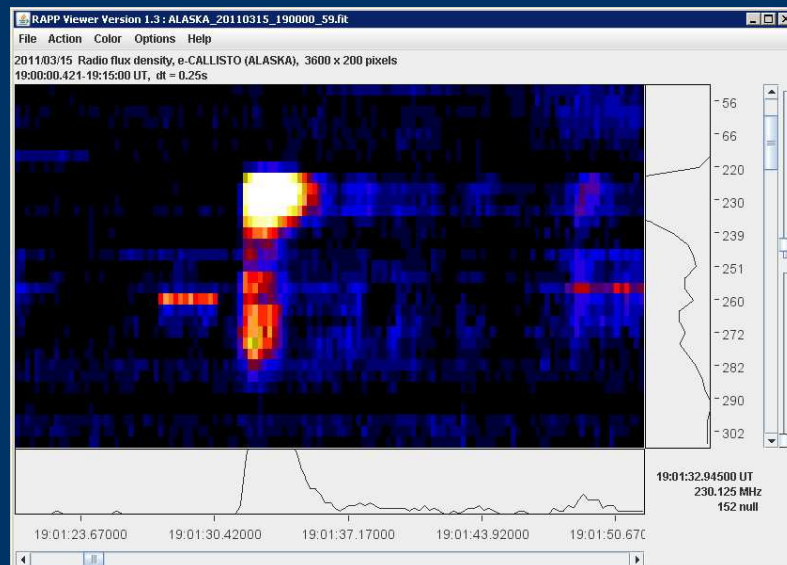 RAPP Viewer Version 1.3 : ALASKA_20110315_190000_59.fit
File Action Color Options Help
2011/03/15 Radio flux density, e-CALLISTO (ALASKA), 3600 x 200 pixels
19:00:00.421-19:15:00 UT, dt = 0.25s
56
66
220
230
239
251
260
272
282
290
302
19:01:32.94500 UT
230.125 MHz
152 null
19:01:23.67000 19:01:30.42000 19:01:37.17000 19:01:43.92000 19:01:50.670